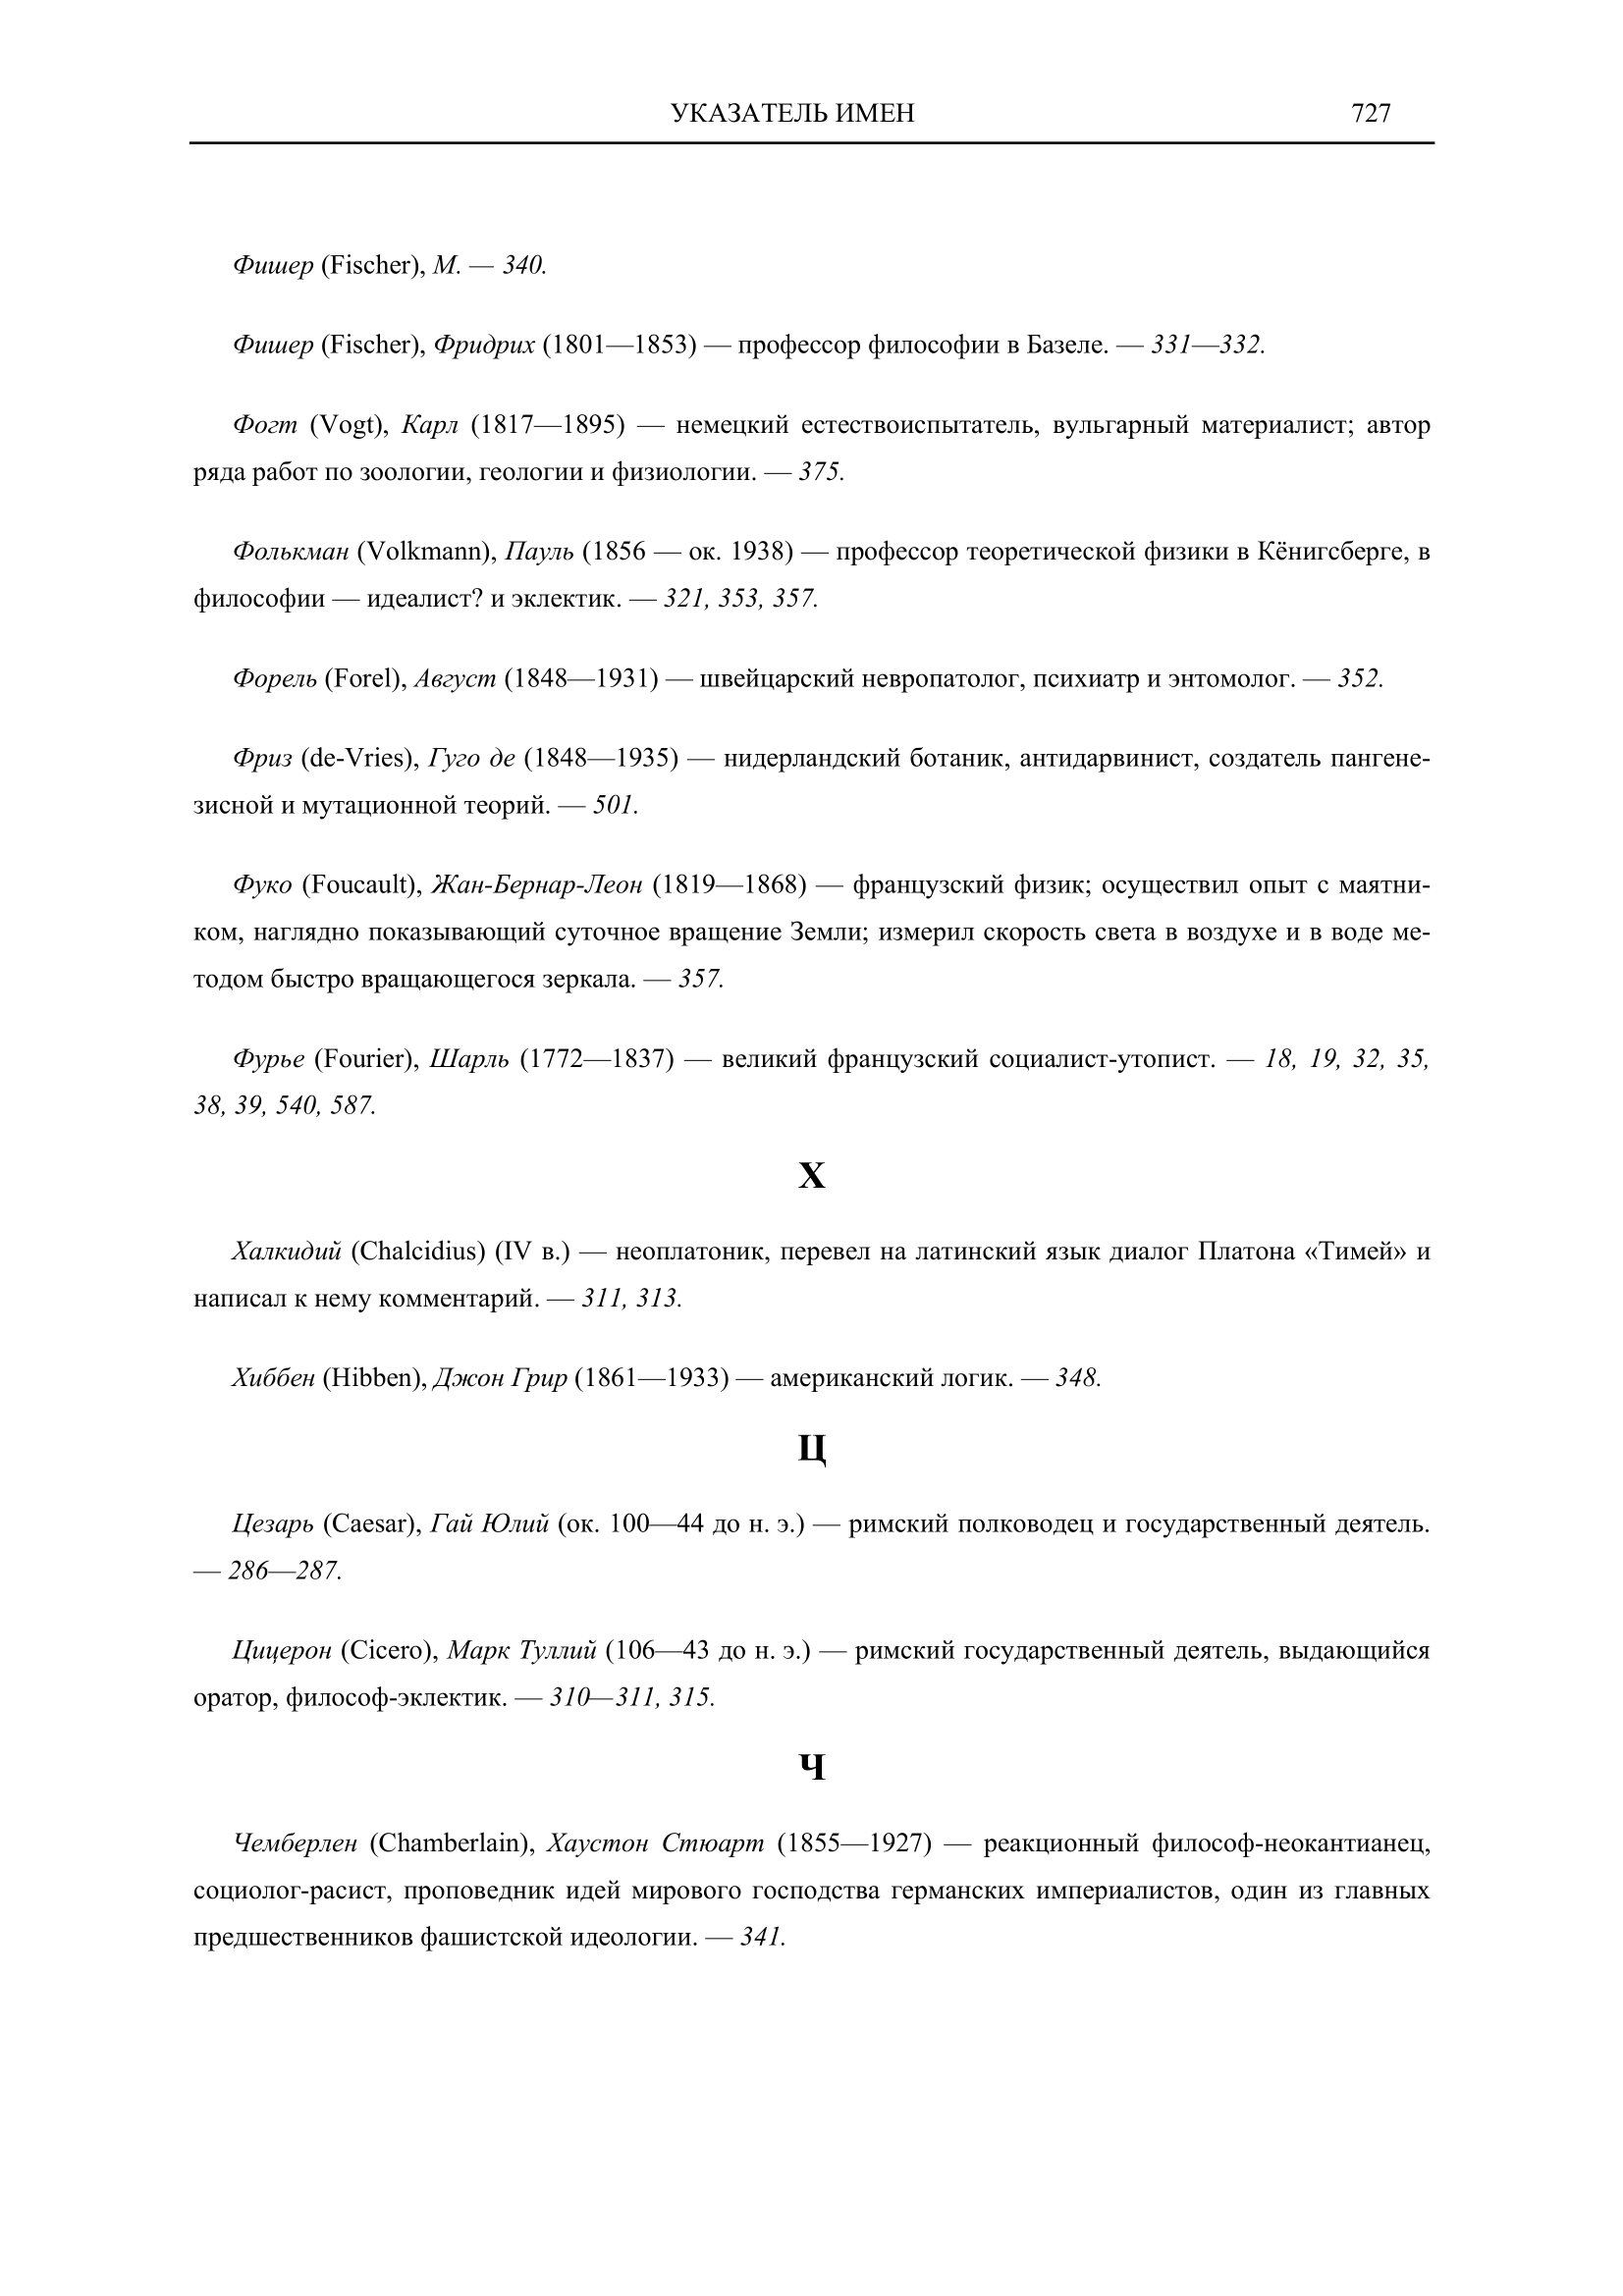 УКАЗАТЕЛЬ ИМЕН 727
Фишер (Fischer), М. — 340.
Фишер (Fischer), Фридрих (1801—1853) — профессор философии в Базеле. — 331—332.
Фогт (Vogt), Карл (1817—1895) — немецкий естествоиспытатель, вульгарный материалист; автор
ряда работ по зоологии, геологии и физиологии. — 375.
Фолькман (Volkmann), Пауль (1856 — ок. 1938) — профессор теоретической физики в Кёнигсберге, в
философии — идеалист? и эклектик. — 321, 353, 357.
Форель (Forel), Август (1848—1931) — швейцарский невропатолог, психиатр и энтомолог. — 352.
Фриз (de-Vries), Гуго де (1848—1935) — нидерландский ботаник, антидарвинист, создатель пангене-
зисной и мутационной теорий. — 501.
Фуко (Foucault), Жан-Бернар-Леон (1819—1868) — французский физик; осуществил опыт с маятни-
ком, наглядно показывающий суточное вращение Земли; измерил скорость света в воздухе и в воде ме-
тодом быстро вращающегося зеркала. — 357.
Фурье (Fourier), Шарль (1772—1837) — великий французский социалист-утопист. — 18, 19, 32, 35,
38, 39, 540, 587.
Х
Халкидий (Chalcidius) (IV в.) — неоплатоник, перевел на латинский язык диалог Платона «Тимей» и
написал к нему комментарий. — 311, 313.
Хиббен (Hibben), Джон Грир (1861—1933) — американский логик. — 348.
Ц
Цезарь (Caesar), Гай Юлий (ок. 100—44 до н. э.) — римский полководец и государственный деятель.
— 286—287.
Цицерон (Cicero), Марк Туллий (106—43 до н. э.) — римский государственный деятель, выдающийся
оратор, философ-эклектик. — 310—311, 315.
Ч
Чемберлен (Chamberlain), Хаустон Стюарт (1855—1927) — реакционный философ-неокантианец,
социолог-расист, проповедник идей мирового господства германских империалистов, один из главных
предшественников фашистской идеологии. — 341.